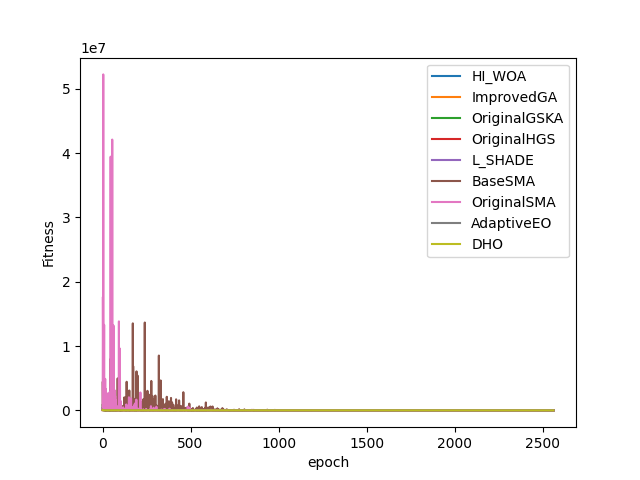 1e7
5
4
3
2
1
0
Fitness
0
500
1000
1500
2000
2500
epoch
HI_WOA
ImprovedGA
OriginalGSKA
OriginalHGS
L_SHADE
BaseSMA
OriginalSMA
AdaptiveEO
DHO